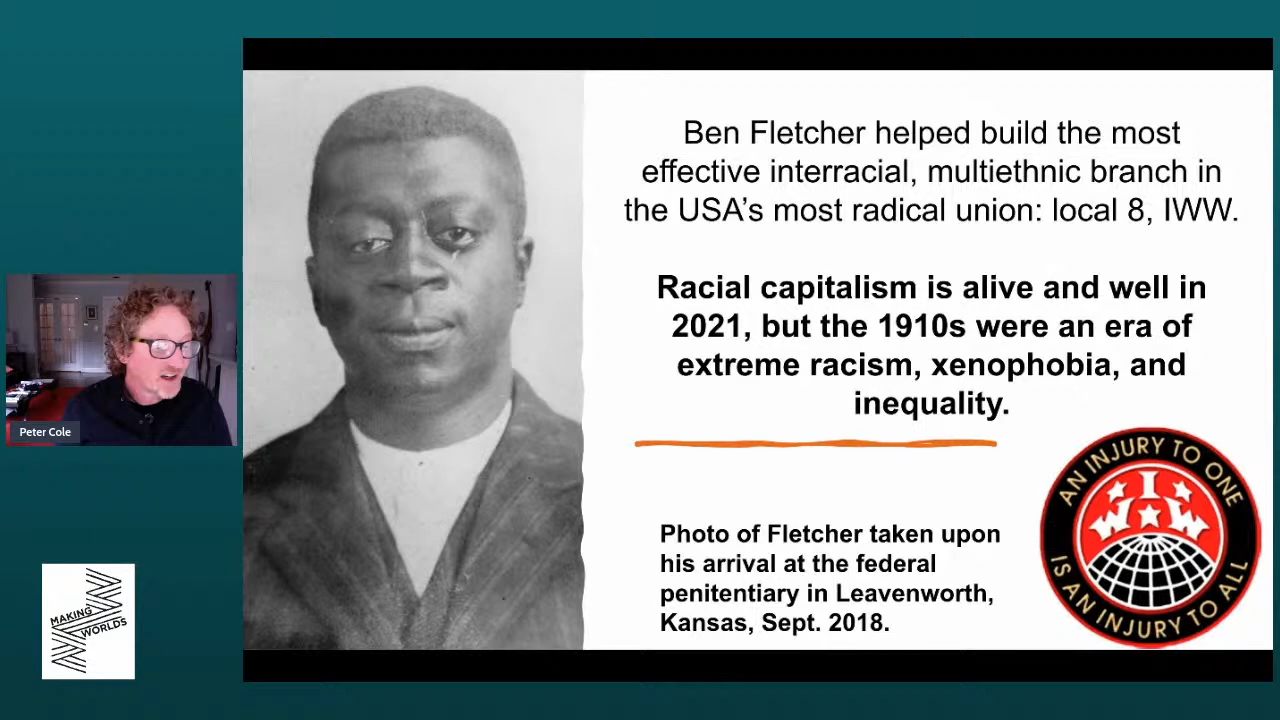 Ben Fletcher helped build the most
effective interracial, multiethnic branch in
the USA's most radical union: local 8, IWW.
Racial capitalism is alive and well in
2021, but the 1910s were an era of
extreme racism, xenophobia, and
inequality.
Photo of Fletcher taken upon
his arrival at the federal
penitentiary in Leavenworth,
Kansas, Sept. 2018.
AN INJURY TO ONE
I
W W
IS AN INJURY TO ALL
Peter Cole
MAKING
WORLDS